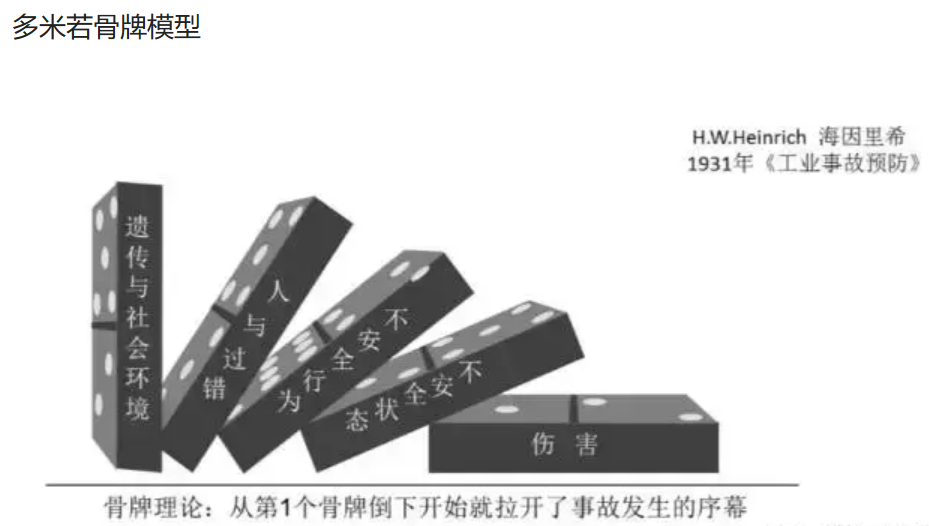 多米若骨牌模型
H.W.Heinrich 海因里希
1931年《工业事故预防》
遗传与社会环境
人与过错
不安全行为
不安全状态
伤害
骨牌理论：从第1个骨牌倒下开始就拉开了事故发生的序幕